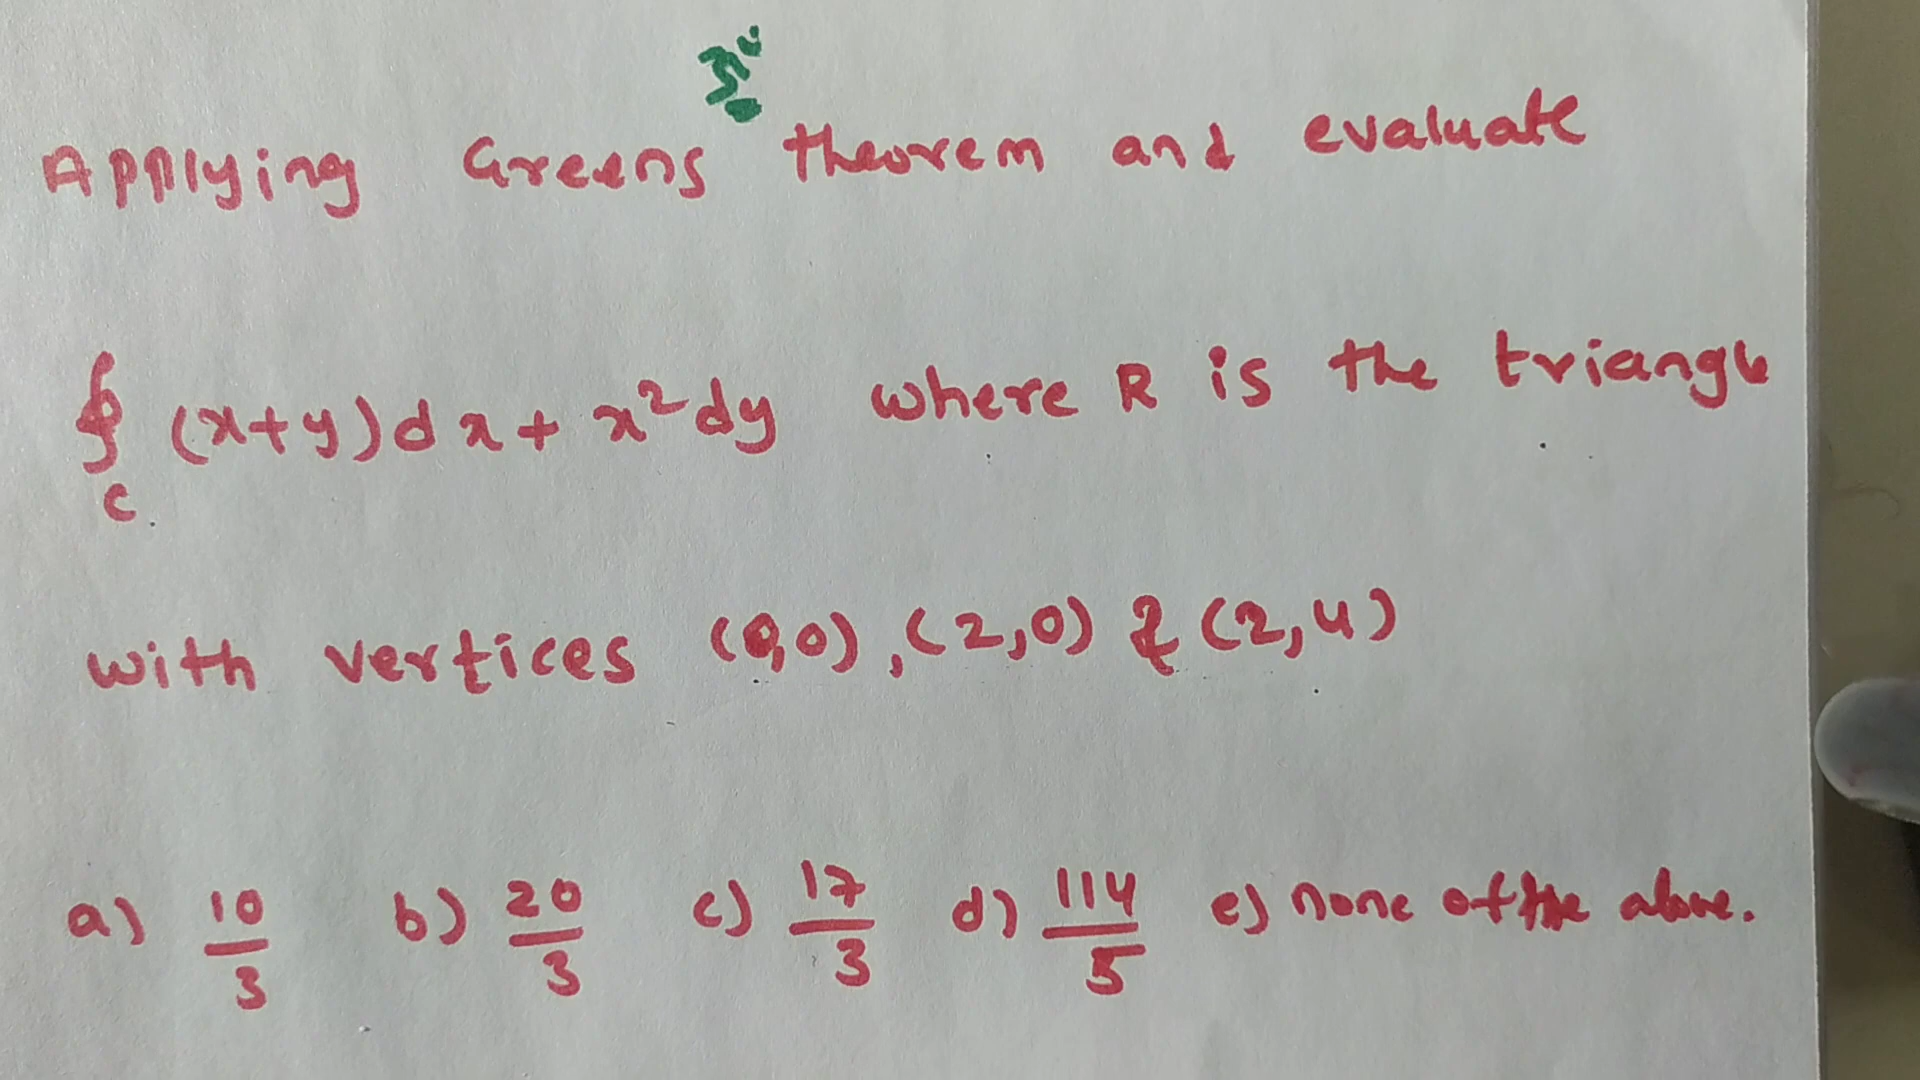 Applying Greens theorem and evaluate
∮ (x+y)dx + x²dy where R is the triangle
C
with vertices (0,0), (2,0) & (2,4)
a) 10/3 b) 20/3 c) 17/3 d) 114/5 e) none of the above.